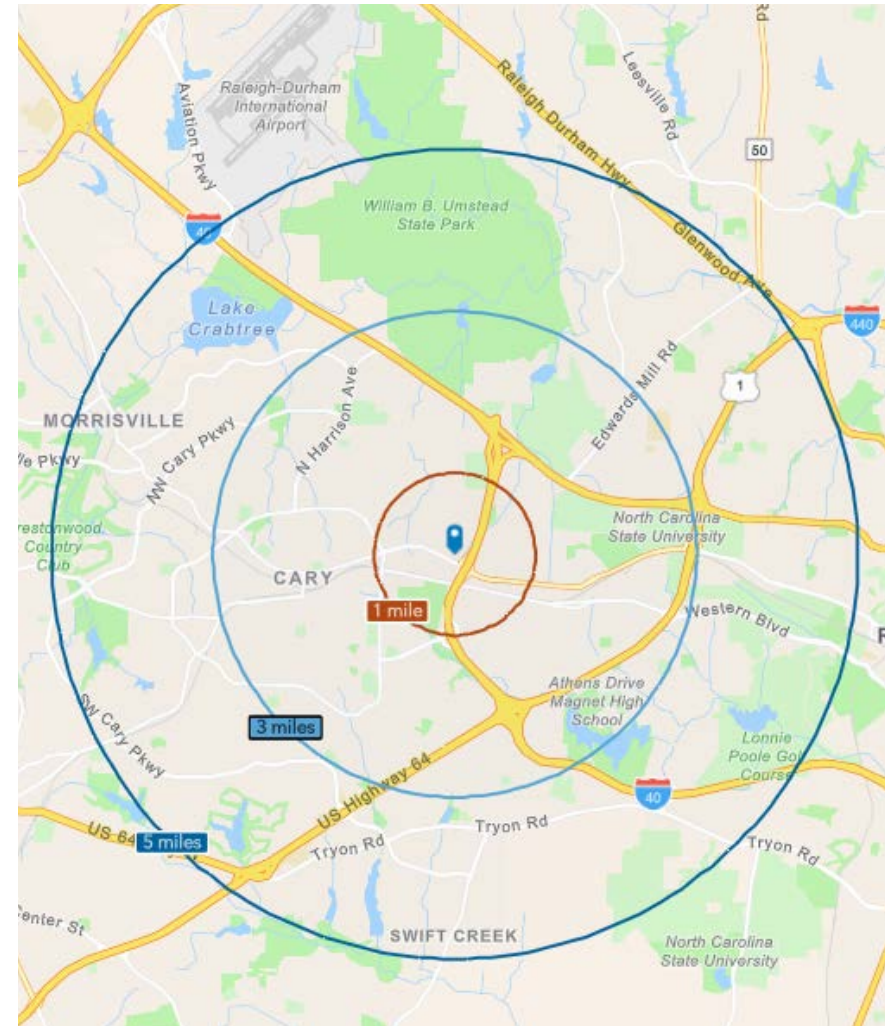 Rd
Raleigh-Durham
International
Airport
Aviation Pkwy
Raleigh Durham Hwy
Leesville Rd
50
William B. Umstead
State Park
40
Glenwood Ave
Lake
Crabtree
440
1
Edwards Mill Rd
N Harrison Ave
MORRISVILLE
NW Cary Pkwy
Pkwy
Country
Club
North Carolina
State University
CARY
1 mile
Western Blvd
Athens Drive
Magnet High
School
SW Cary Pkwy
3 miles
Lonnie
Poole Golf
Course
US Highway 64
40
US 64
5 miles
Tryon Rd
Tryon Rd
Tryon Rd
Center St
SWIFT CREEK
North Carolina
State University